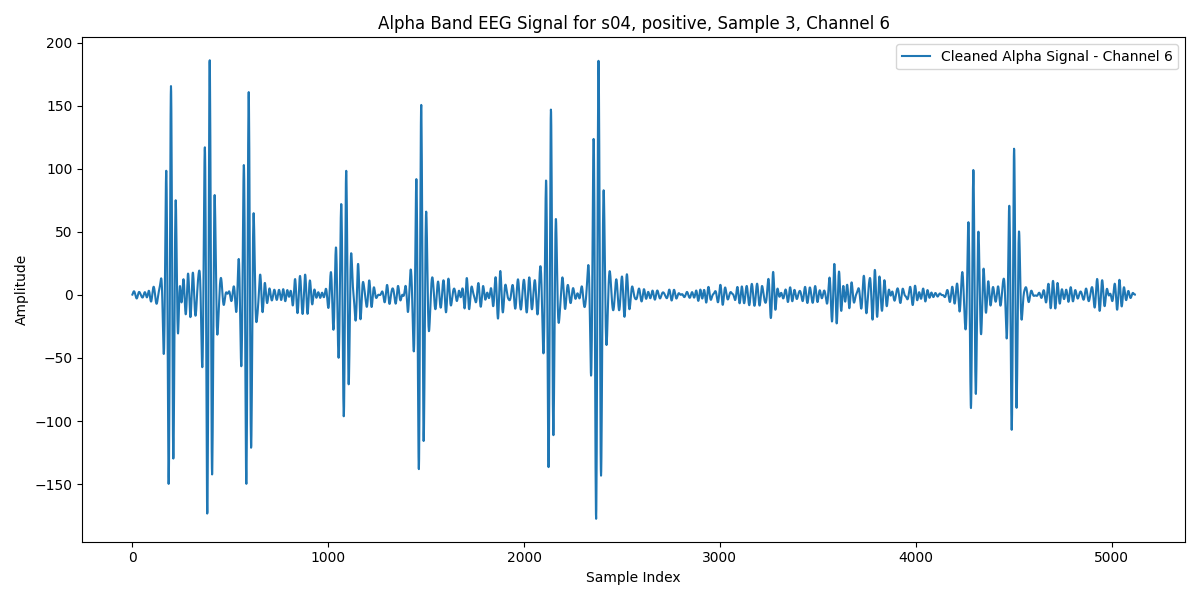 Alpha Band EEG Signal for s04, positive, Sample 3, Channel 6
Cleaned Alpha Signal - Channel 6
200
150
100
50
0
−50
−100
−150
Amplitude
0 1000 2000 3000 4000 5000
Sample Index